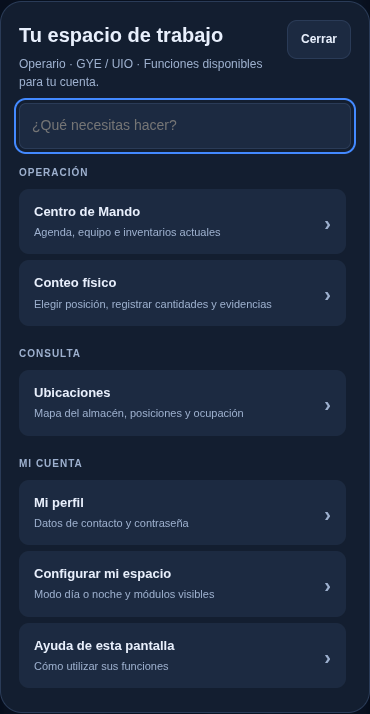 Tu espacio de trabajo
Cerrar
Operario · GYE / UIO · Funciones disponibles
para tu cuenta.
¿Qué necesitas hacer?
OPERACIÓN
Centro de Mando
Agenda, equipo e inventarios actuales
Conteo físico
Elegir posición, registrar cantidades y evidencias
CONSULTA
Ubicaciones
Mapa del almacén, posiciones y ocupación
MI CUENTA
Mi perfil
Datos de contacto y contraseña
Configurar mi espacio
Modo día o noche y módulos visibles
Ayuda de esta pantalla
Cómo utilizar sus funciones